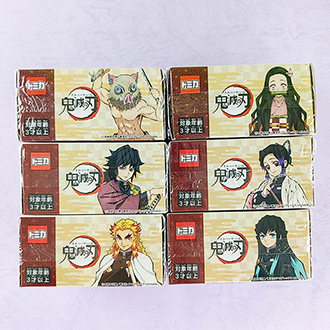 トミカ
鬼滅の刃
対象年齢
3才以上
トミカ
鬼滅の刃
対象年齢
3才以上
トミカ
鬼滅の刃
対象年齢
3才以上
トミカ
鬼滅の刃
対象年齢
3才以上
トミカ
鬼滅の刃
対象年齢
3才以上
トミカ
鬼滅の刃
対象年齢
3才以上